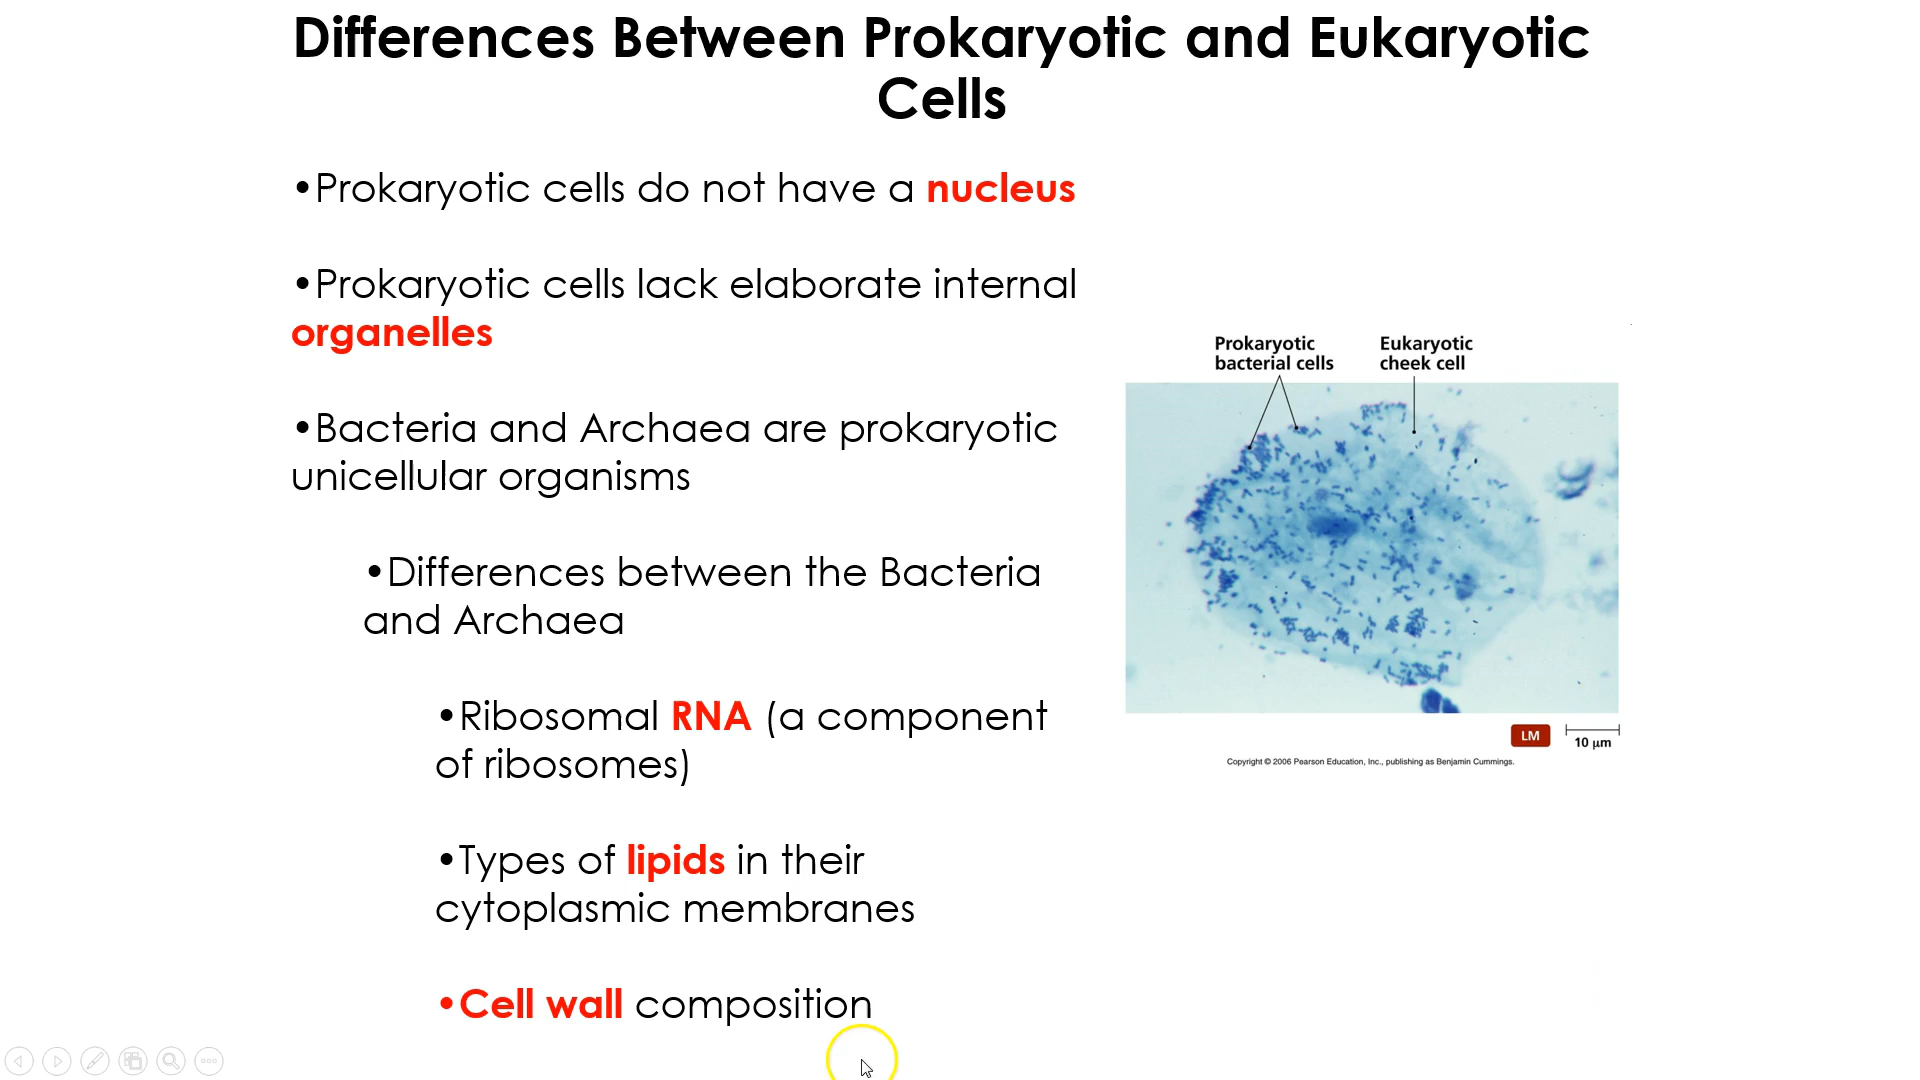 Differences Between Prokaryotic and Eukaryotic
Cells
•Prokaryotic cells do not have a nucleus
•Prokaryotic cells lack elaborate internal
organelles
•Bacteria and Archaea are prokaryotic
unicellular organisms
•Differences between the Bacteria
and Archaea
•Ribosomal RNA (a component
of ribosomes)
•Types of lipids in their
cytoplasmic membranes
•Cell wall composition
Prokaryotic
bacterial cells
Eukaryotic
cheek cell
LM
10 µm
Copyright © 2006 Pearson Education, Inc., publishing as Benjamin Cummings.